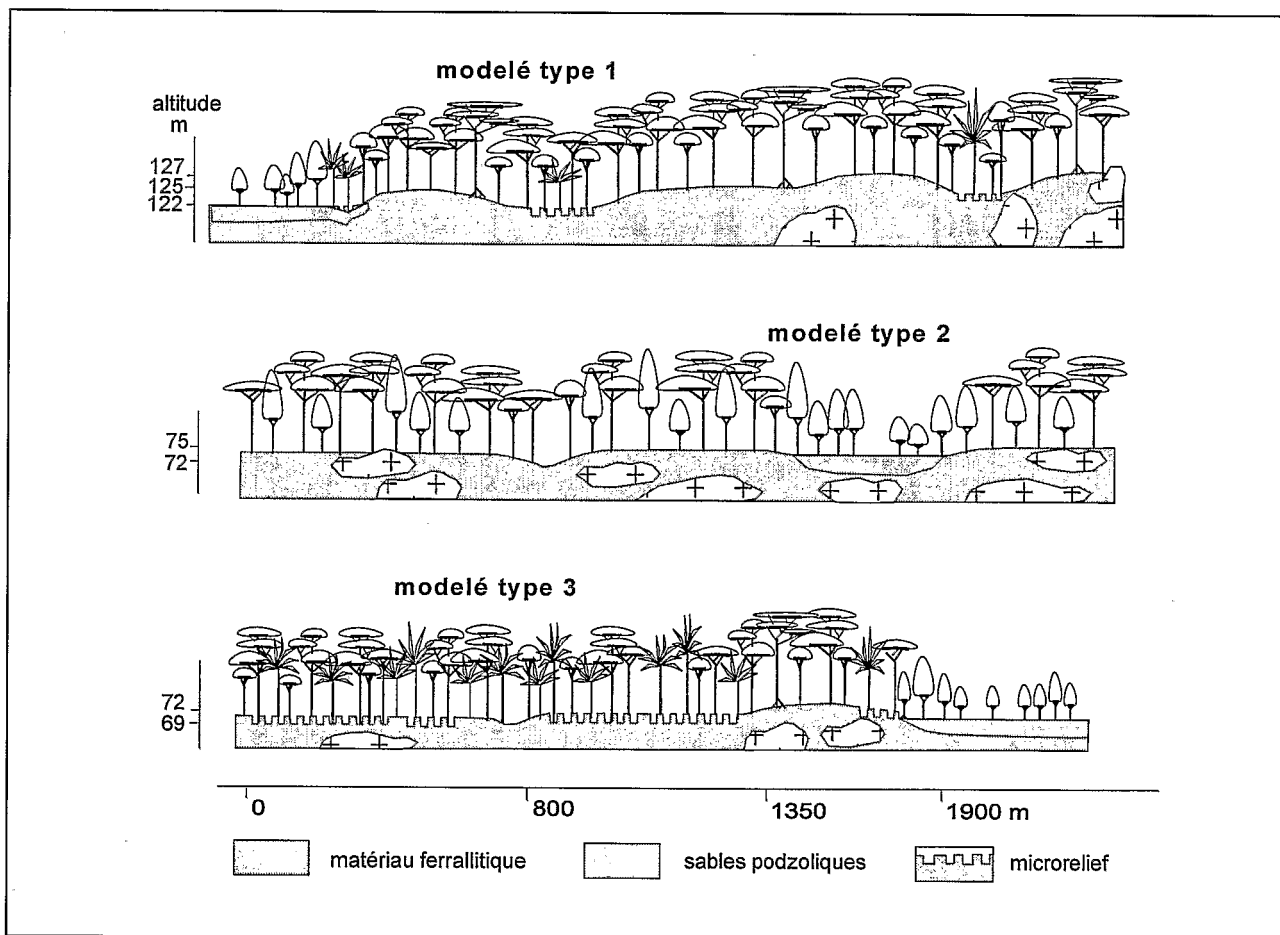 modelé type 1
altitude
m
127
125
122
modelé type 2
75
72
modelé type 3
72
69
0 800 1350 1900 m
matériau ferrallitique sables podzoliques microrelief